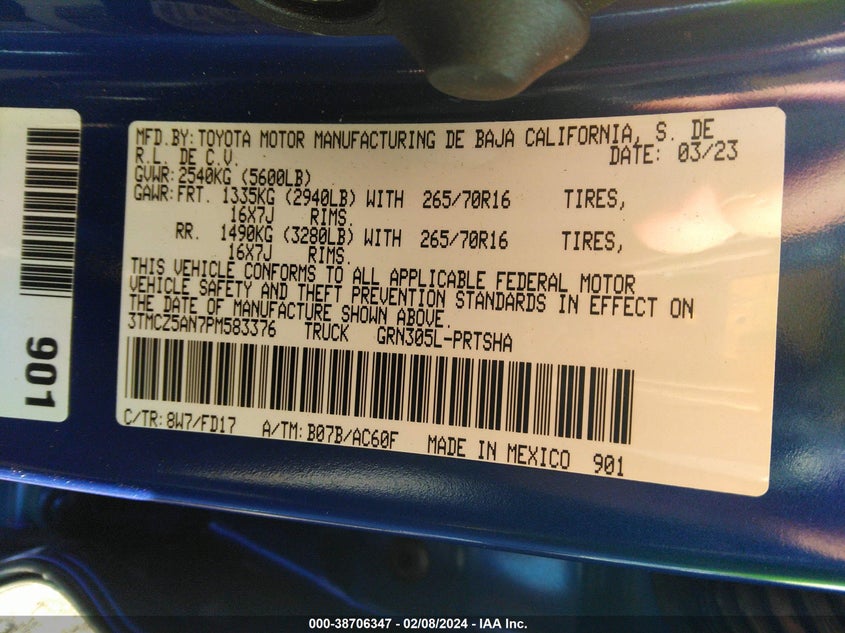 MFD.BY: TOYOTA MOTOR MANUFACTURING DE BAJA CALIFORNIA, S. DE
R.L. DE C.V. DATE: 03/23
GVWR: 2540KG (5600LB)
GAWR: FRT. 1335KG (2940LB) WITH 265/70R16 TIRES,
16X7J RIMS.
RR. 1490KG (3280LB) WITH 265/70R16 TIRES,
16X7J RIMS.
THIS VEHICLE CONFORMS TO ALL APPLICABLE FEDERAL MOTOR
VEHICLE SAFETY AND THEFT PREVENTION STANDARDS IN EFFECT ON
THE DATE OF MANUFACTURE SHOWN ABOVE.
3TMCZ5AN7PM583376 TRUCK GRN305L-PRTSHA
C/TR: 8W7/FD17 A/TM: B07B/AC60F MADE IN MEXICO 901
901
000-38706347 - 02/08/2024 - IAA Inc.